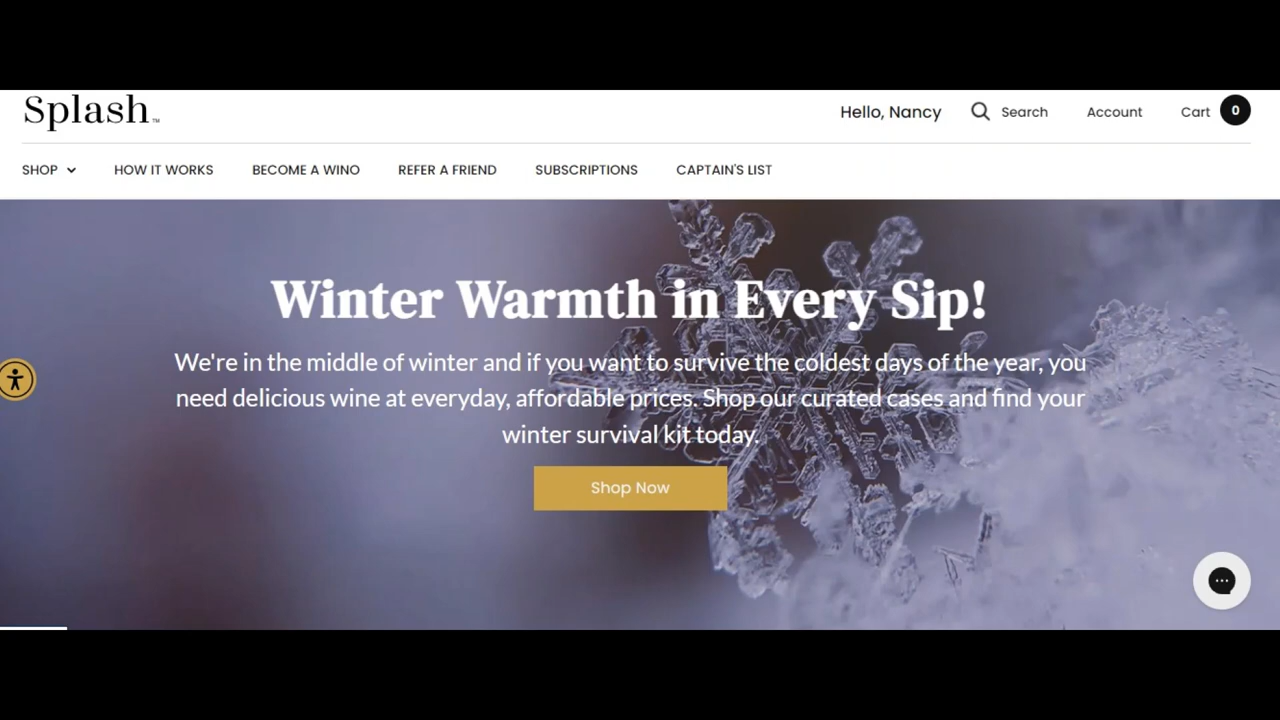 Splash™
Hello, Nancy
Search
Account
Cart
0
SHOP
HOW IT WORKS
BECOME A WINO
REFER A FRIEND
SUBSCRIPTIONS
CAPTAIN'S LIST
Winter Warmth in Every Sip!
We're in the middle of winter and if you want to survive the coldest days of the year, you
need delicious wine at everyday, affordable prices. Shop our curated cases and find your
winter survival kit today.
Shop Now